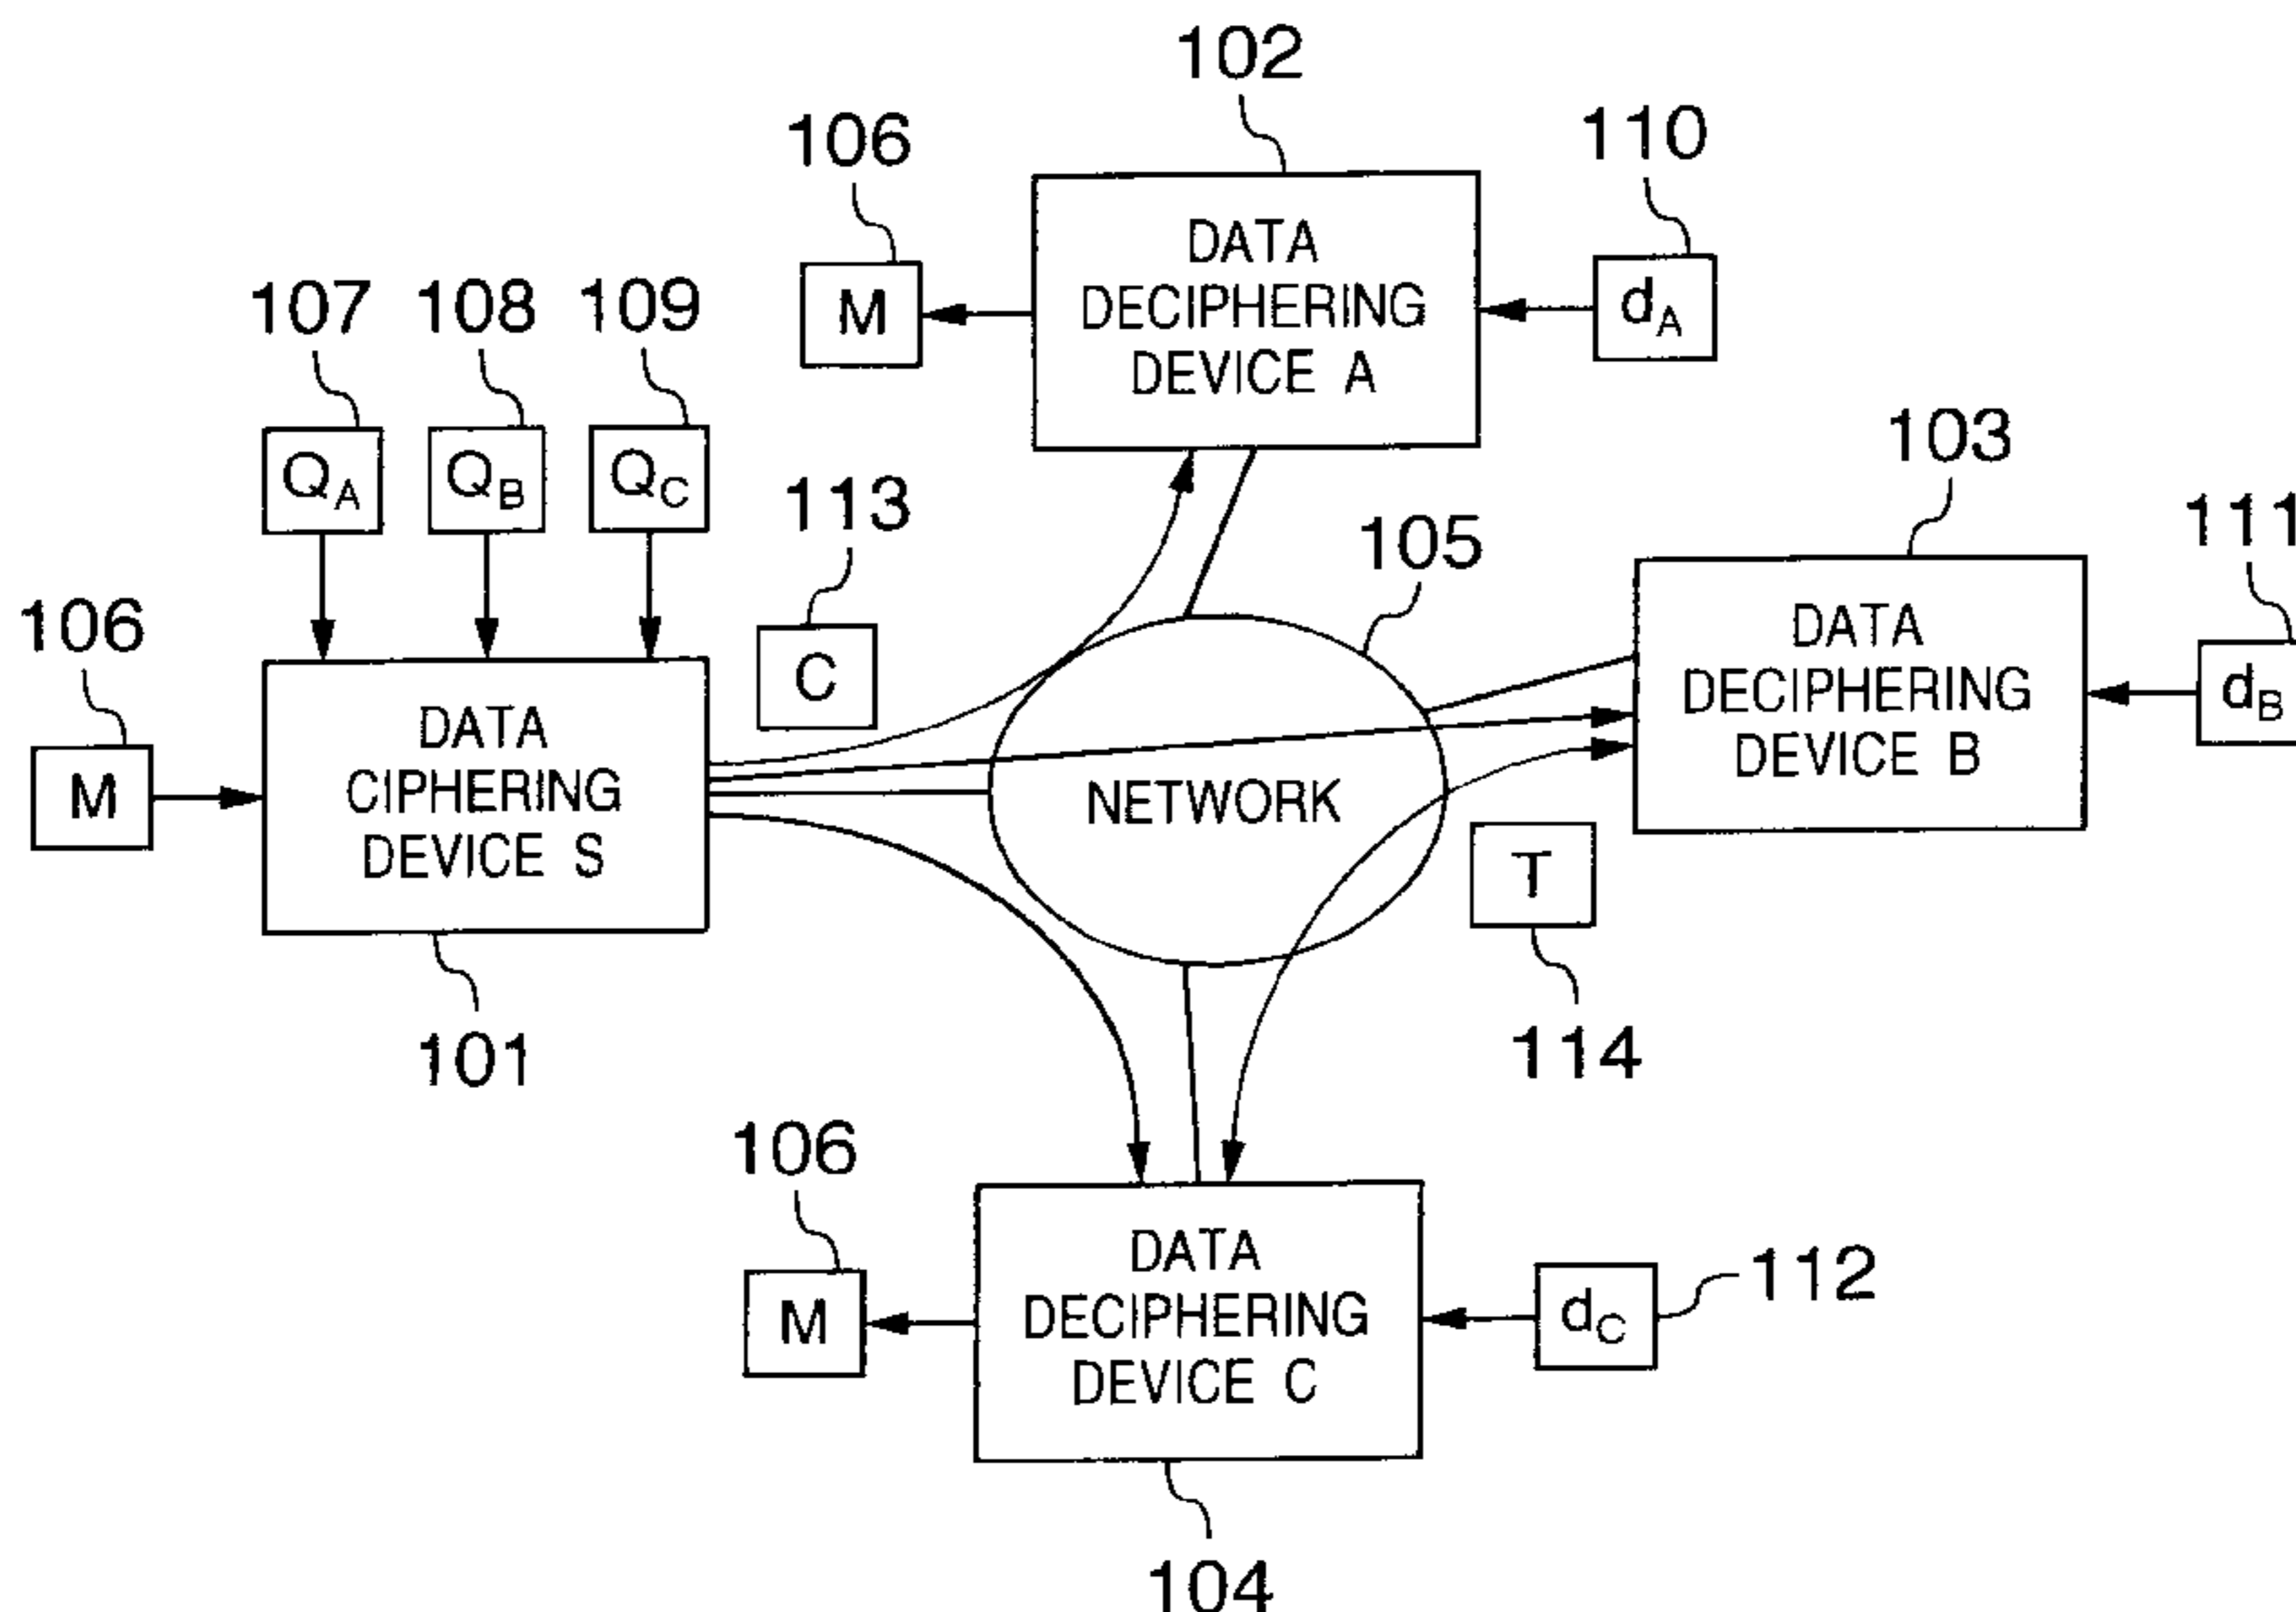 102
106
110
DATA
DECIPHERING
DEVICE A
M
dA
107 108 109
QA
QB
QC
113
C
105
103
111
106
M
DATA
CIPHERING
DEVICE S
NETWORK
DATA
DECIPHERING
DEVICE B
dB
T
101
114
106
M
DATA
DECIPHERING
DEVICE C
dC
112
104